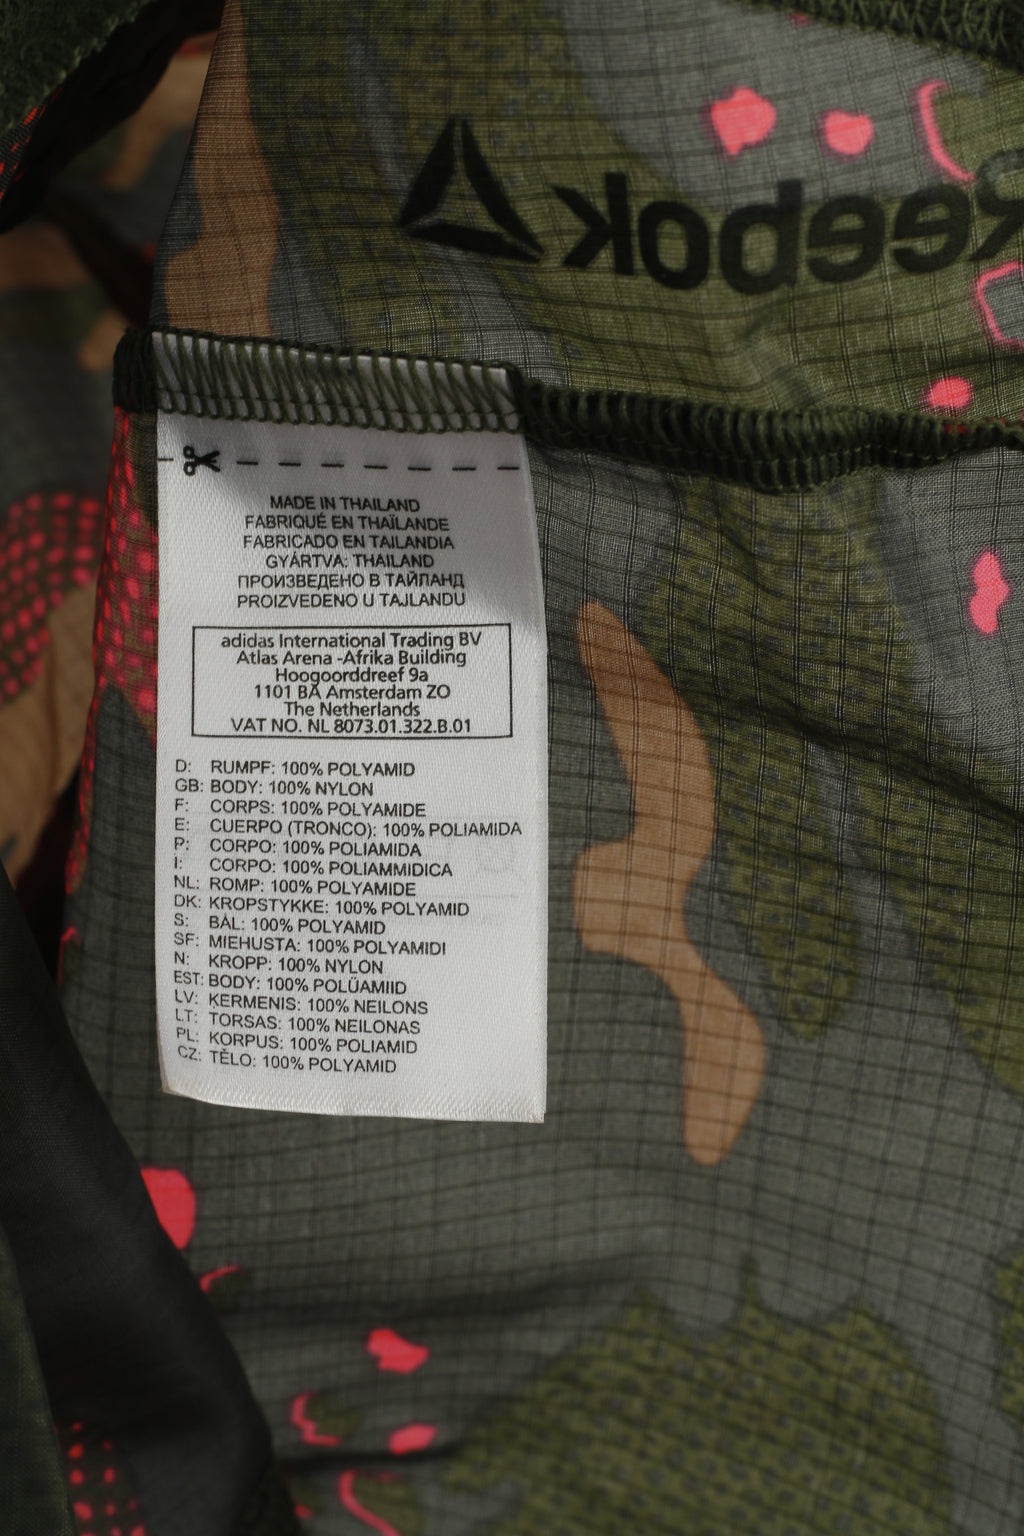 Reebok
MADE IN THAILAND
FABRIQUÉ EN THAÏLANDE
FABRICADO EN TAILANDIA
GYÁRTVA: THAILAND
ПРОИЗВЕДЕНО В ТАЙЛАНД
PROIZVEDENO U TAJLANDU
adidas International Trading BV
Atlas Arena -Afrika Building
Hoogoorddreef 9a
1101 BA Amsterdam ZO
The Netherlands
VAT NO. NL 8073.01.322.B.01
D: RUMPF: 100% POLYAMID
GB: BODY: 100% NYLON
F: CORPS: 100% POLYAMIDE
E: CUERPO (TRONCO): 100% POLIAMIDA
P: CORPO: 100% POLIAMIDA
I: CORPO: 100% POLIAMMIDICA
NL: ROMP: 100% POLYAMIDE
DK: KROPSTYKKE: 100% POLYAMID
S: BÅL: 100% POLYAMID
SF: MIEHUSTA: 100% POLYAMIDI
N: KROPP: 100% NYLON
EST: BODY: 100% POLÜAMIID
LV: ĶERMENIS: 100% NEILONS
LT: TORSAS: 100% NEILONAS
PL: KORPUS: 100% POLIAMID
CZ: TĚLO: 100% POLYAMID